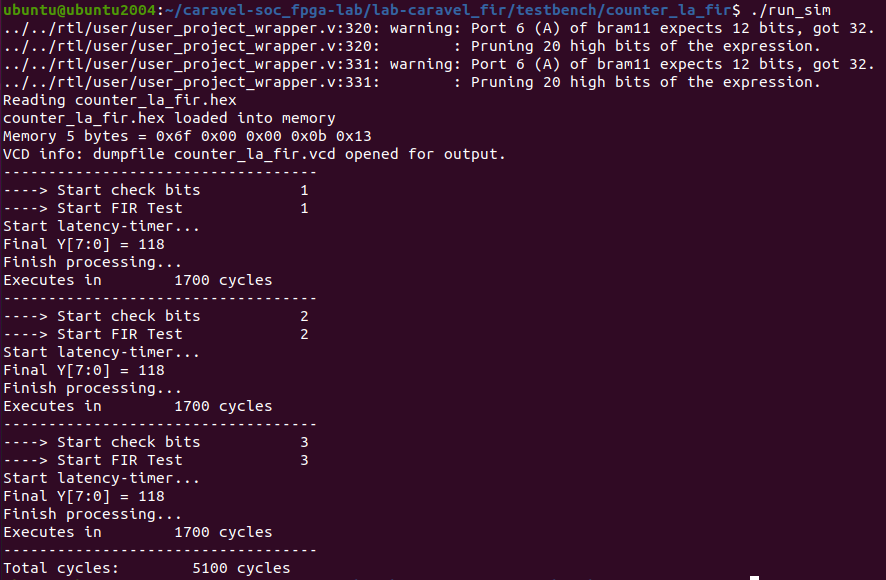 ubuntu@ubuntu2004:~/caravel-soc_fpga-lab/lab-caravel_fir/testbench/counter_la_fir$ ./run_sim
../../rtl/user/user_project_wrapper.v:320: warning: Port 6 (A) of bram11 expects 12 bits, got 32.
../../rtl/user/user_project_wrapper.v:320:        : Pruning 20 high bits of the expression.
../../rtl/user/user_project_wrapper.v:331: warning: Port 6 (A) of bram11 expects 12 bits, got 32.
../../rtl/user/user_project_wrapper.v:331:        : Pruning 20 high bits of the expression.
Reading counter_la_fir.hex
counter_la_fir.hex loaded into memory
Memory 5 bytes = 0x6f 0x00 0x00 0x0b 0x13
VCD info: dumpfile counter_la_fir.vcd opened for output.
-----------------------------------
----> Start check bits           1
----> Start FIR Test             1
Start latency-timer...
Final Y[7:0] = 118
Finish processing...
Executes in        1700 cycles
-----------------------------------
----> Start check bits           2
----> Start FIR Test             2
Start latency-timer...
Final Y[7:0] = 118
Finish processing...
Executes in        1700 cycles
-----------------------------------
----> Start check bits           3
----> Start FIR Test             3
Start latency-timer...
Final Y[7:0] = 118
Finish processing...
Executes in        1700 cycles
-----------------------------------
Total cycles:        5100 cycles